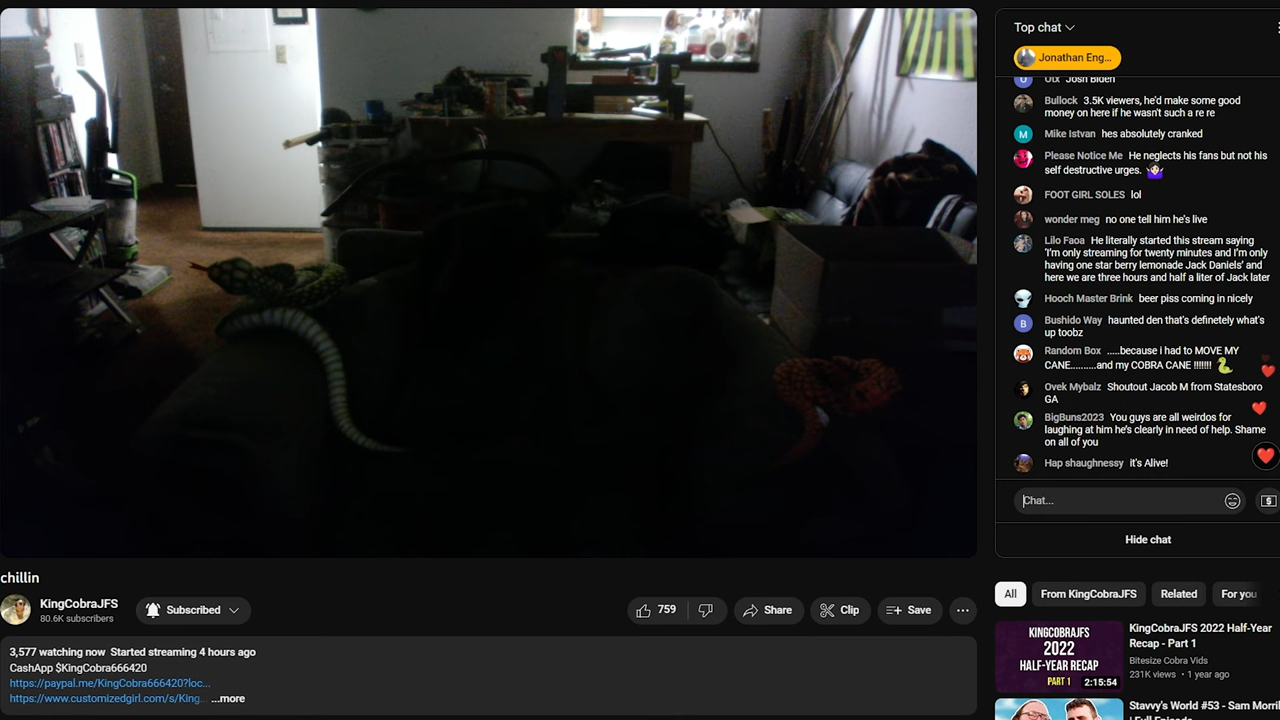 Top chat
Jonathan Eng...
Utx Josh Biden
Bullock 3.5K viewers, he'd make some good
money on here if he wasn't such a re re
Mike Istvan hes absolutely cranked
Please Notice Me He neglects his fans but not his
self destructive urges.
FOOT GIRL SOLES lol
wonder meg no one tell him he's live
Lilo Faoa He literally started this stream saying
'I'm only streaming for twenty minutes and I'm only
having one star berry lemonade Jack Daniels' and
here we are three hours and half a liter of Jack later
Hooch Master Brink beer piss coming in nicely
B
Bushido Way haunted den that's definetely what's
up toobz
Random Box .....because i had to MOVE MY
CANE..........and my COBRA CANE !!!!!!!
Ovek Mybalz Shoutout Jacob M from Statesboro
GA
BigBuns2023 You guys are all weirdos for
laughing at him he's clearly in need of help. Shame
on all of you
Hap shaughnessy it's Alive!
Chat...
Hide chat
chillin
KingCobraJFS
80.6K subscribers
Subscribed
759
Share
Clip
Save
3,577 watching now Started streaming 4 hours ago
CashApp $KingCobra666420
https://paypal.me/KingCobra666420?loc...
https://www.customizedgirl.com/s/King... ...more
All
From KingCobraJFS
Related
For you
KINGCOBRAJFS
2022
HALF-YEAR RECAP
PART 1
2:15:54
KingCobraJFS 2022 Half-Year
Recap - Part 1
Bitesize Cobra Vids
231K views • 1 year ago
Stavvy's World #53 - Sam Morri